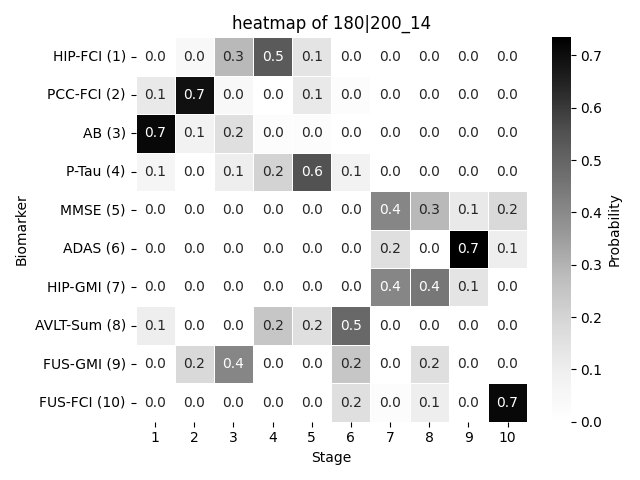 heatmap of 180|200_14
HIP-FCI (1) 0.0 0.0 0.3 0.5 0.1 0.0 0.0 0.0 0.0 0.0
PCC-FCI (2) 0.1 0.7 0.0 0.0 0.1 0.0 0.0 0.0 0.0 0.0
AB (3) 0.7 0.1 0.2 0.0 0.0 0.0 0.0 0.0 0.0 0.0
P-Tau (4) 0.1 0.0 0.1 0.2 0.6 0.1 0.0 0.0 0.0 0.0
MMSE (5) 0.0 0.0 0.0 0.0 0.0 0.0 0.4 0.3 0.1 0.2
ADAS (6) 0.0 0.0 0.0 0.0 0.0 0.0 0.2 0.0 0.7 0.1
HIP-GMI (7) 0.0 0.0 0.0 0.0 0.0 0.0 0.4 0.4 0.1 0.0
AVLT-Sum (8) 0.1 0.0 0.0 0.2 0.2 0.5 0.0 0.0 0.0 0.0
FUS-GMI (9) 0.0 0.2 0.4 0.0 0.0 0.2 0.0 0.2 0.0 0.0
FUS-FCI (10) 0.0 0.0 0.0 0.0 0.0 0.2 0.0 0.1 0.0 0.7
1 2 3 4 5 6 7 8 9 10
Stage
Biomarker
0.7
0.6
0.5
0.4
0.3
0.2
0.1
0.0
Probability